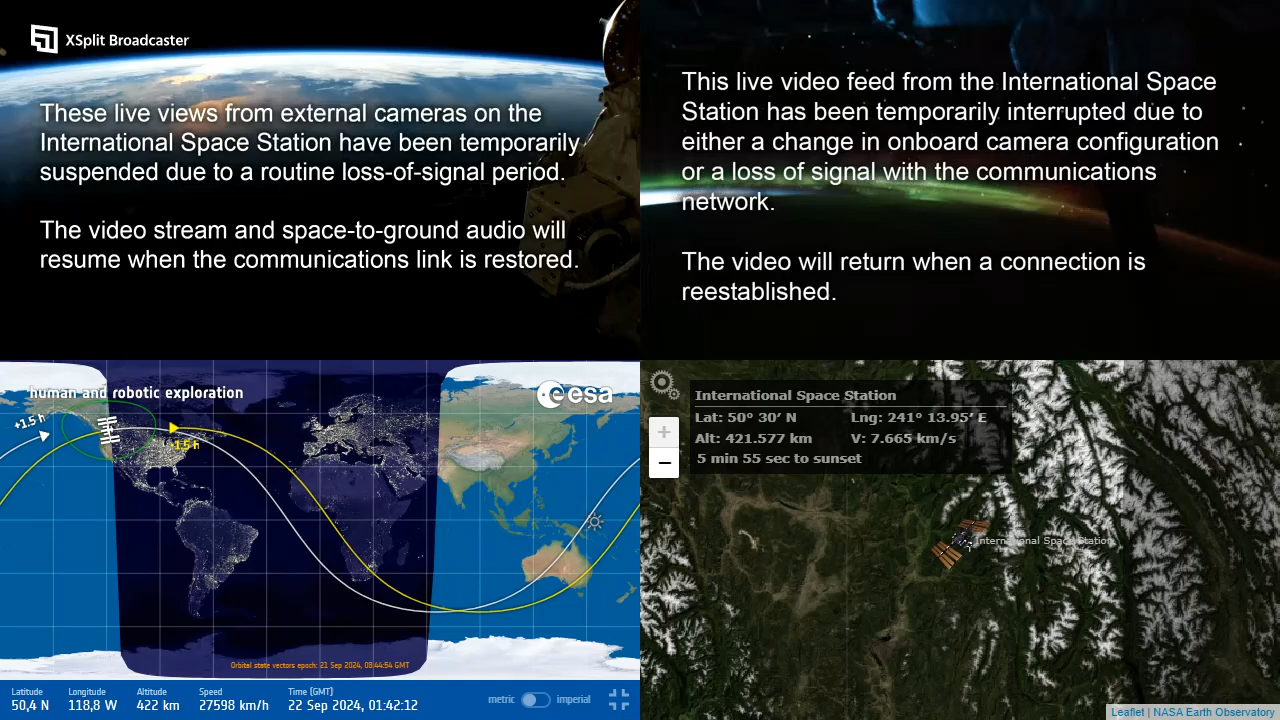 XSplit Broadcaster
These live views from external cameras on the
International Space Station have been temporarily
suspended due to a routine loss-of-signal period.
The video stream and space-to-ground audio will
resume when the communications link is restored.
This live video feed from the International Space
Station has been temporarily interrupted due to
either a change in onboard camera configuration
or a loss of signal with the communications
network.
The video will return when a connection is
reestablished.
human and robotic exploration
esa
+1.5 h
-1.5 h
Orbital state vectors epoch: 21 Sep 2024, 08:44:54 GMT
Latitude Longitude Altitude Speed Time (GMT)
50,4 N 118,8 W 422 km 27598 km/h 22 Sep 2024, 01:42:12
metric imperial
+
−
International Space Station
Lat: 50° 30′ N Lng: 241° 13.95′ E
Alt: 421.577 km V: 7.665 km/s
5 min 55 sec to sunset
International Space Station
Leaflet | NASA Earth Observatory